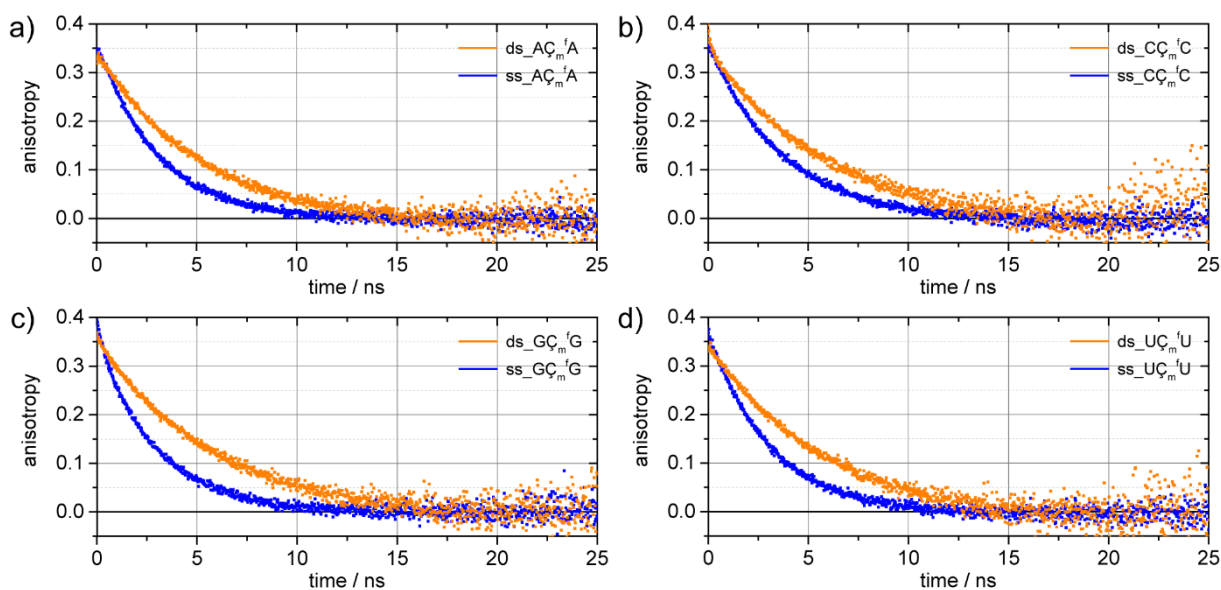 a)
0.4
0.3
0.2
0.1
0.0
anisotropy
ds_AÇₘᶠA
ss_AÇₘᶠA
0 5 10 15 20 25
time / ns
b)
0.4
0.3
0.2
0.1
0.0
anisotropy
ds_CÇₘᶠC
ss_CÇₘᶠC
0 5 10 15 20 25
time / ns
c)
0.4
0.3
0.2
0.1
0.0
anisotropy
ds_GÇₘᶠG
ss_GÇₘᶠG
0 5 10 15 20 25
time / ns
d)
0.4
0.3
0.2
0.1
0.0
anisotropy
ds_UÇₘᶠU
ss_UÇₘᶠU
0 5 10 15 20 25
time / ns